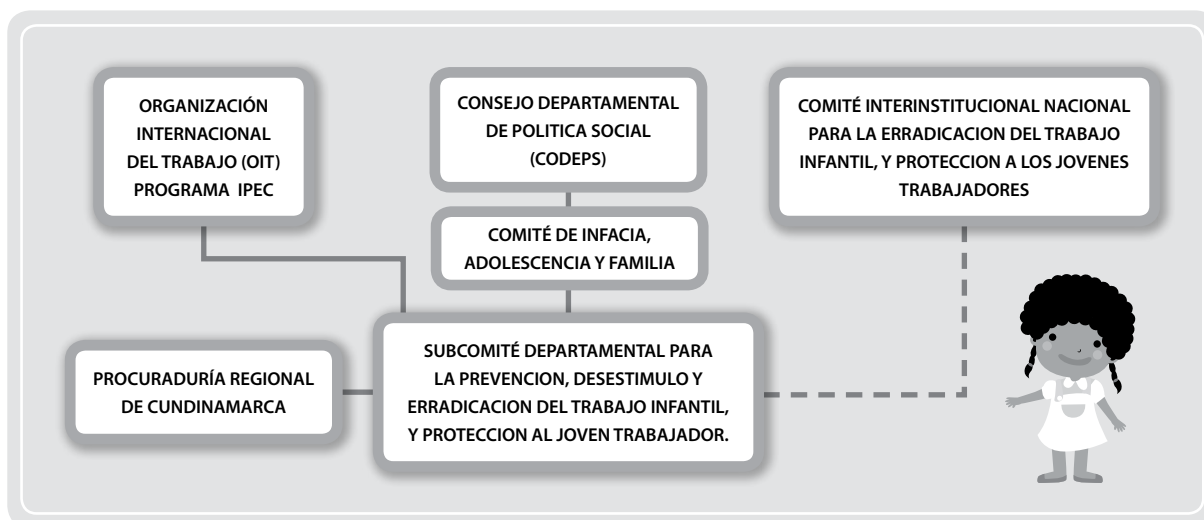 ORGANIZACIÓN
INTERNACIONAL
DEL TRABAJO (OIT)
PROGRAMA IPEC
CONSEJO DEPARTAMENTAL
DE POLITICA SOCIAL
(CODEPS)
COMITÉ INTERINSTITUCIONAL NACIONAL
PARA LA ERRADICACION DEL TRABAJO
INFANTIL, Y PROTECCION A LOS JOVENES
TRABAJADORES
COMITÉ DE INFACIA,
ADOLESCENCIA Y FAMILIA
PROCURADURÍA REGIONAL
DE CUNDINAMARCA
SUBCOMITÉ DEPARTAMENTAL PARA
LA PREVENCION, DESESTIMULO Y
ERRADICACION DEL TRABAJO INFANTIL,
Y PROTECCION AL JOVEN TRABAJADOR.